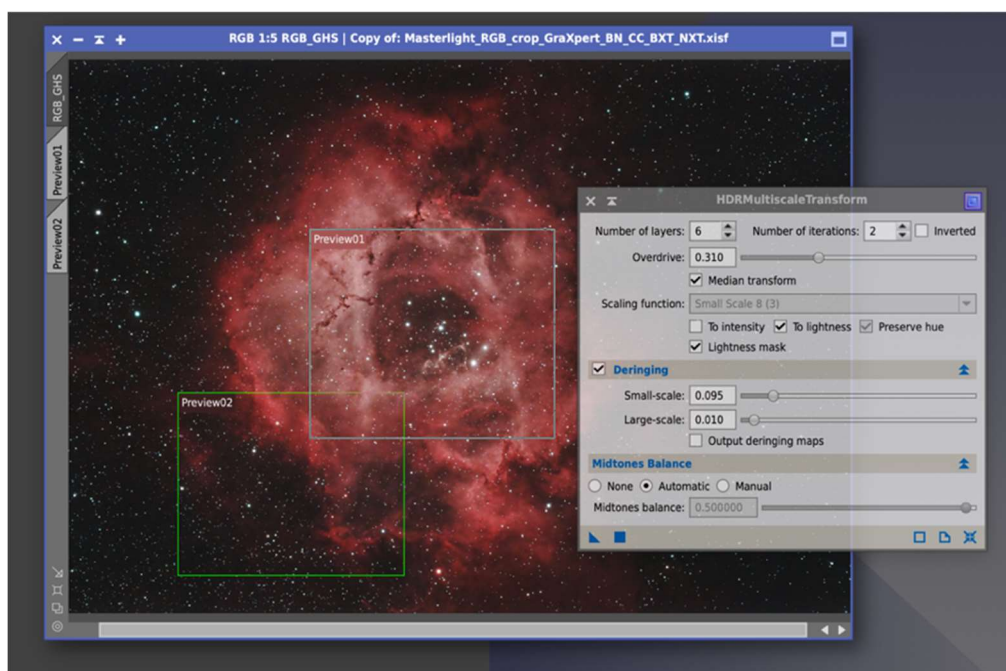 RGB 1:5 RGB_GHS | Copy of: Masterlight_RGB_crop_GraXpert_BN_CC_BXT_NXT.xisf
RGB_GHS
Preview01
Preview02
Preview01
Preview02
HDRMultiscaleTransform
Number of layers: 6 Number of iterations: 2 Inverted
Overdrive: 0.310
Median transform
Scaling function: Small Scale 8 (3)
To intensity To lightness Preserve hue
Lightness mask
Deringing
Small-scale: 0.095
Large-scale: 0.010
Output deringing maps
Midtones Balance
None Automatic Manual
Midtones balance: 0.500000